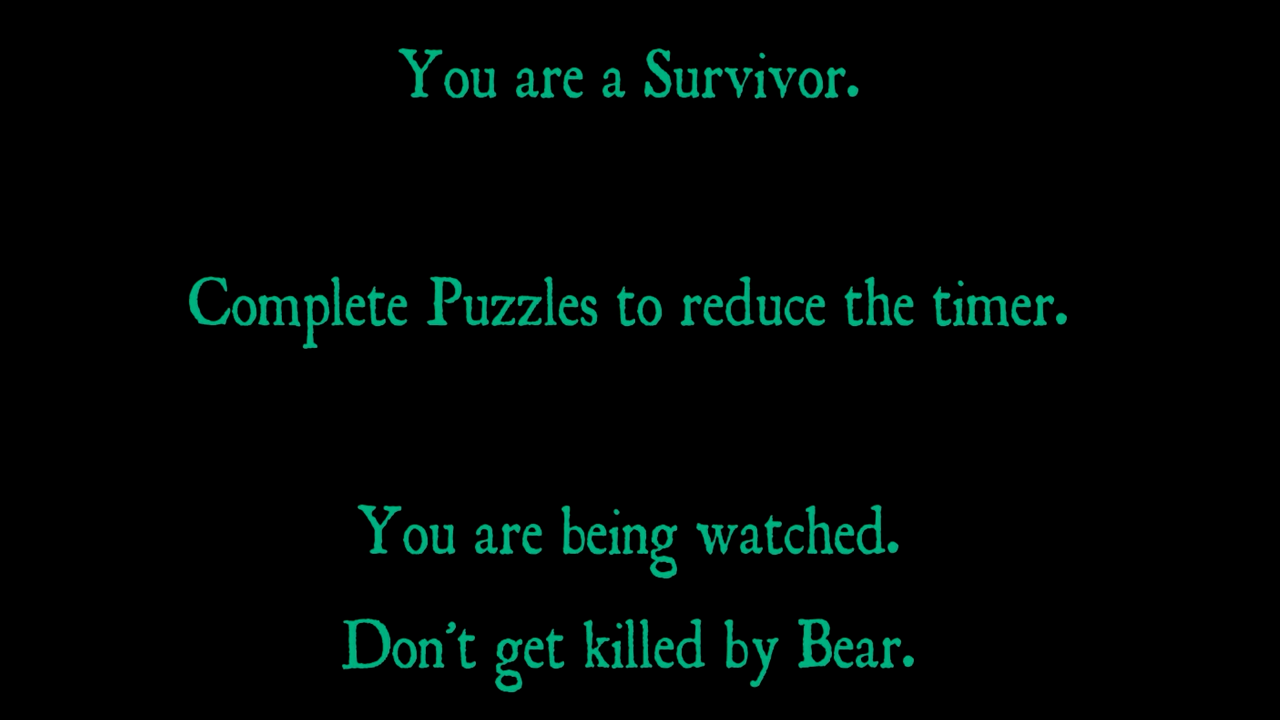 You are a Survivor.
Complete Puzzles to reduce the timer.
You are being watched.
Don't get killed by Bear.